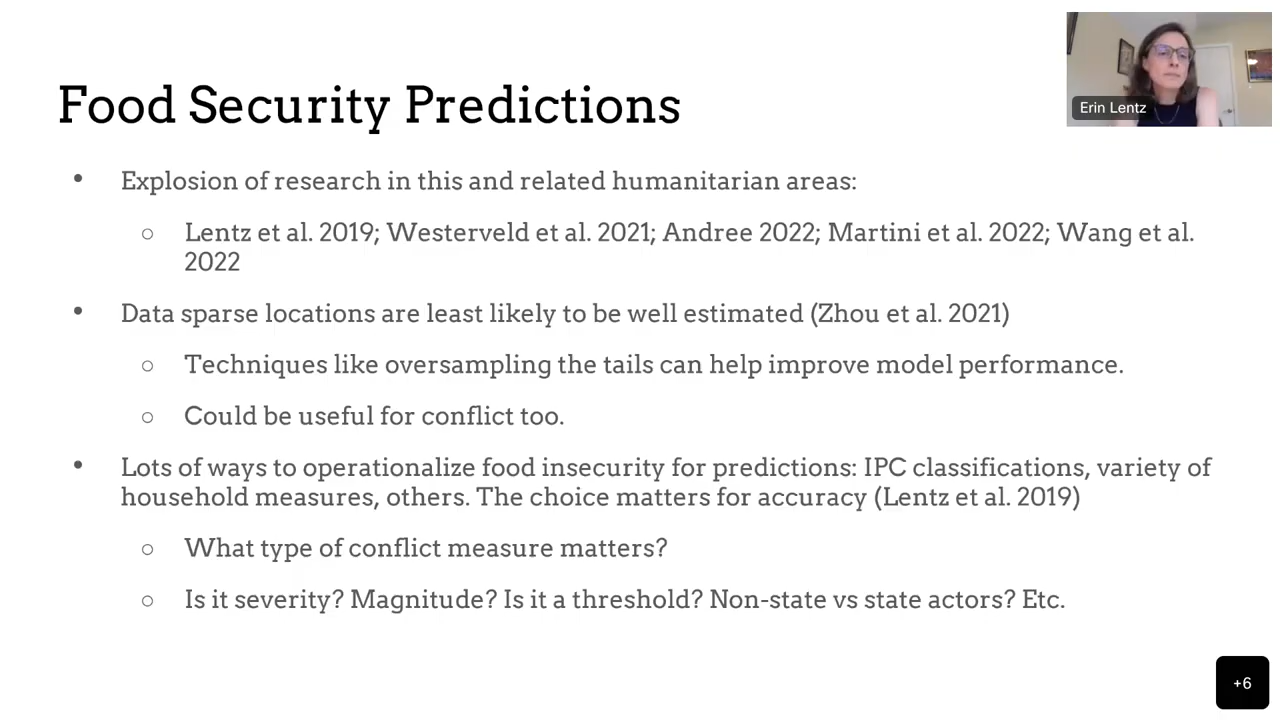 Food Security Predictions
Erin Lentz
• Explosion of research in this and related humanitarian areas:
○ Lentz et al. 2019; Westerveld et al. 2021; Andree 2022; Martini et al. 2022; Wang et al.
2022
• Data sparse locations are least likely to be well estimated (Zhou et al. 2021)
○ Techniques like oversampling the tails can help improve model performance.
○ Could be useful for conflict too.
• Lots of ways to operationalize food insecurity for predictions: IPC classifications, variety of
household measures, others. The choice matters for accuracy (Lentz et al. 2019)
○ What type of conflict measure matters?
○ Is it severity? Magnitude? Is it a threshold? Non-state vs state actors? Etc.
+6